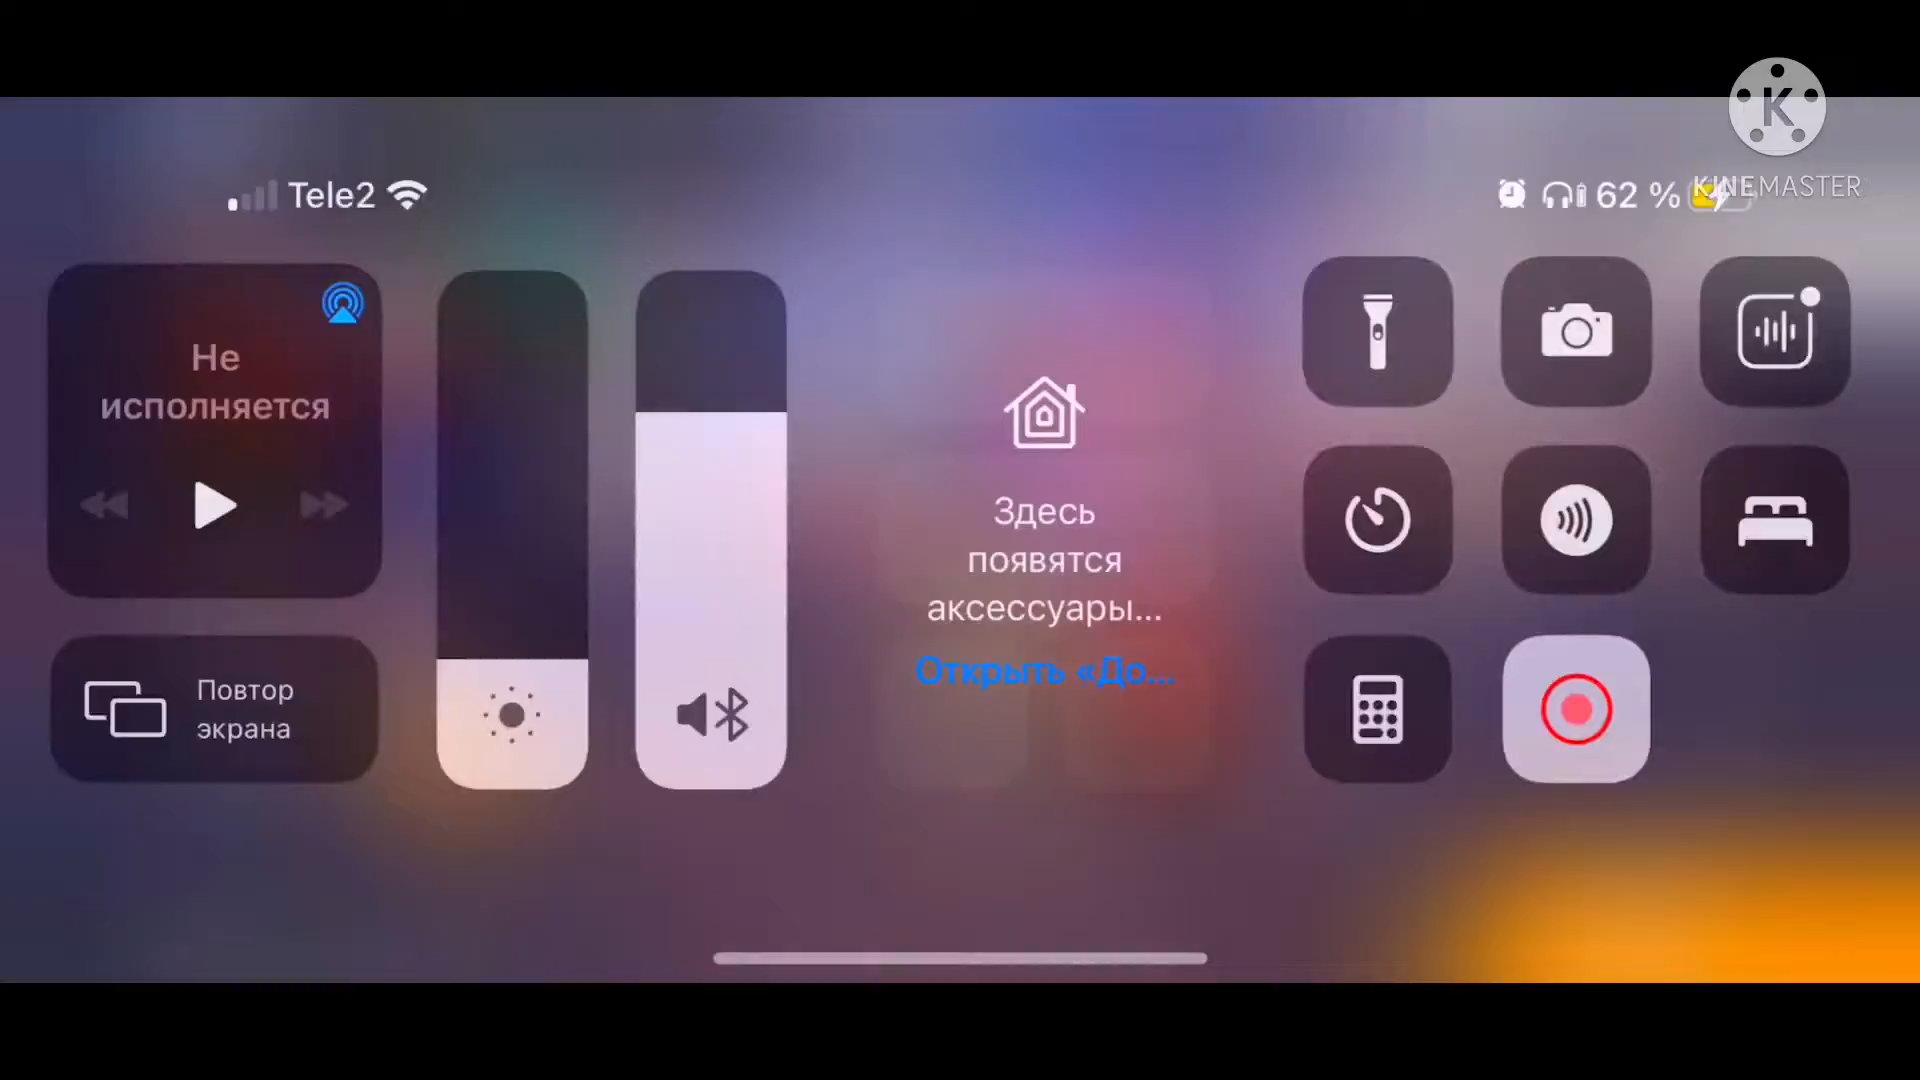 Tele2
62 %
K
KINEMASTER
Не
исполняется
Повтор
экрана
Здесь
появятся
аксессуары...
Открыть «До...